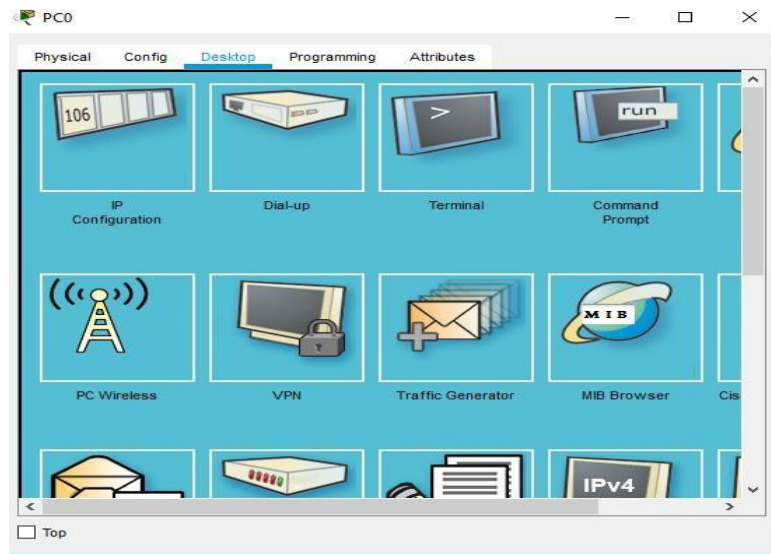 PC0
Physical Config Desktop Programming Attributes
106
>
run
IP
Configuration
Dial-up
Terminal
Command
Prompt
MIB
PC Wireless
VPN
Traffic Generator
MIB Browser
Cis
IPv4
Top